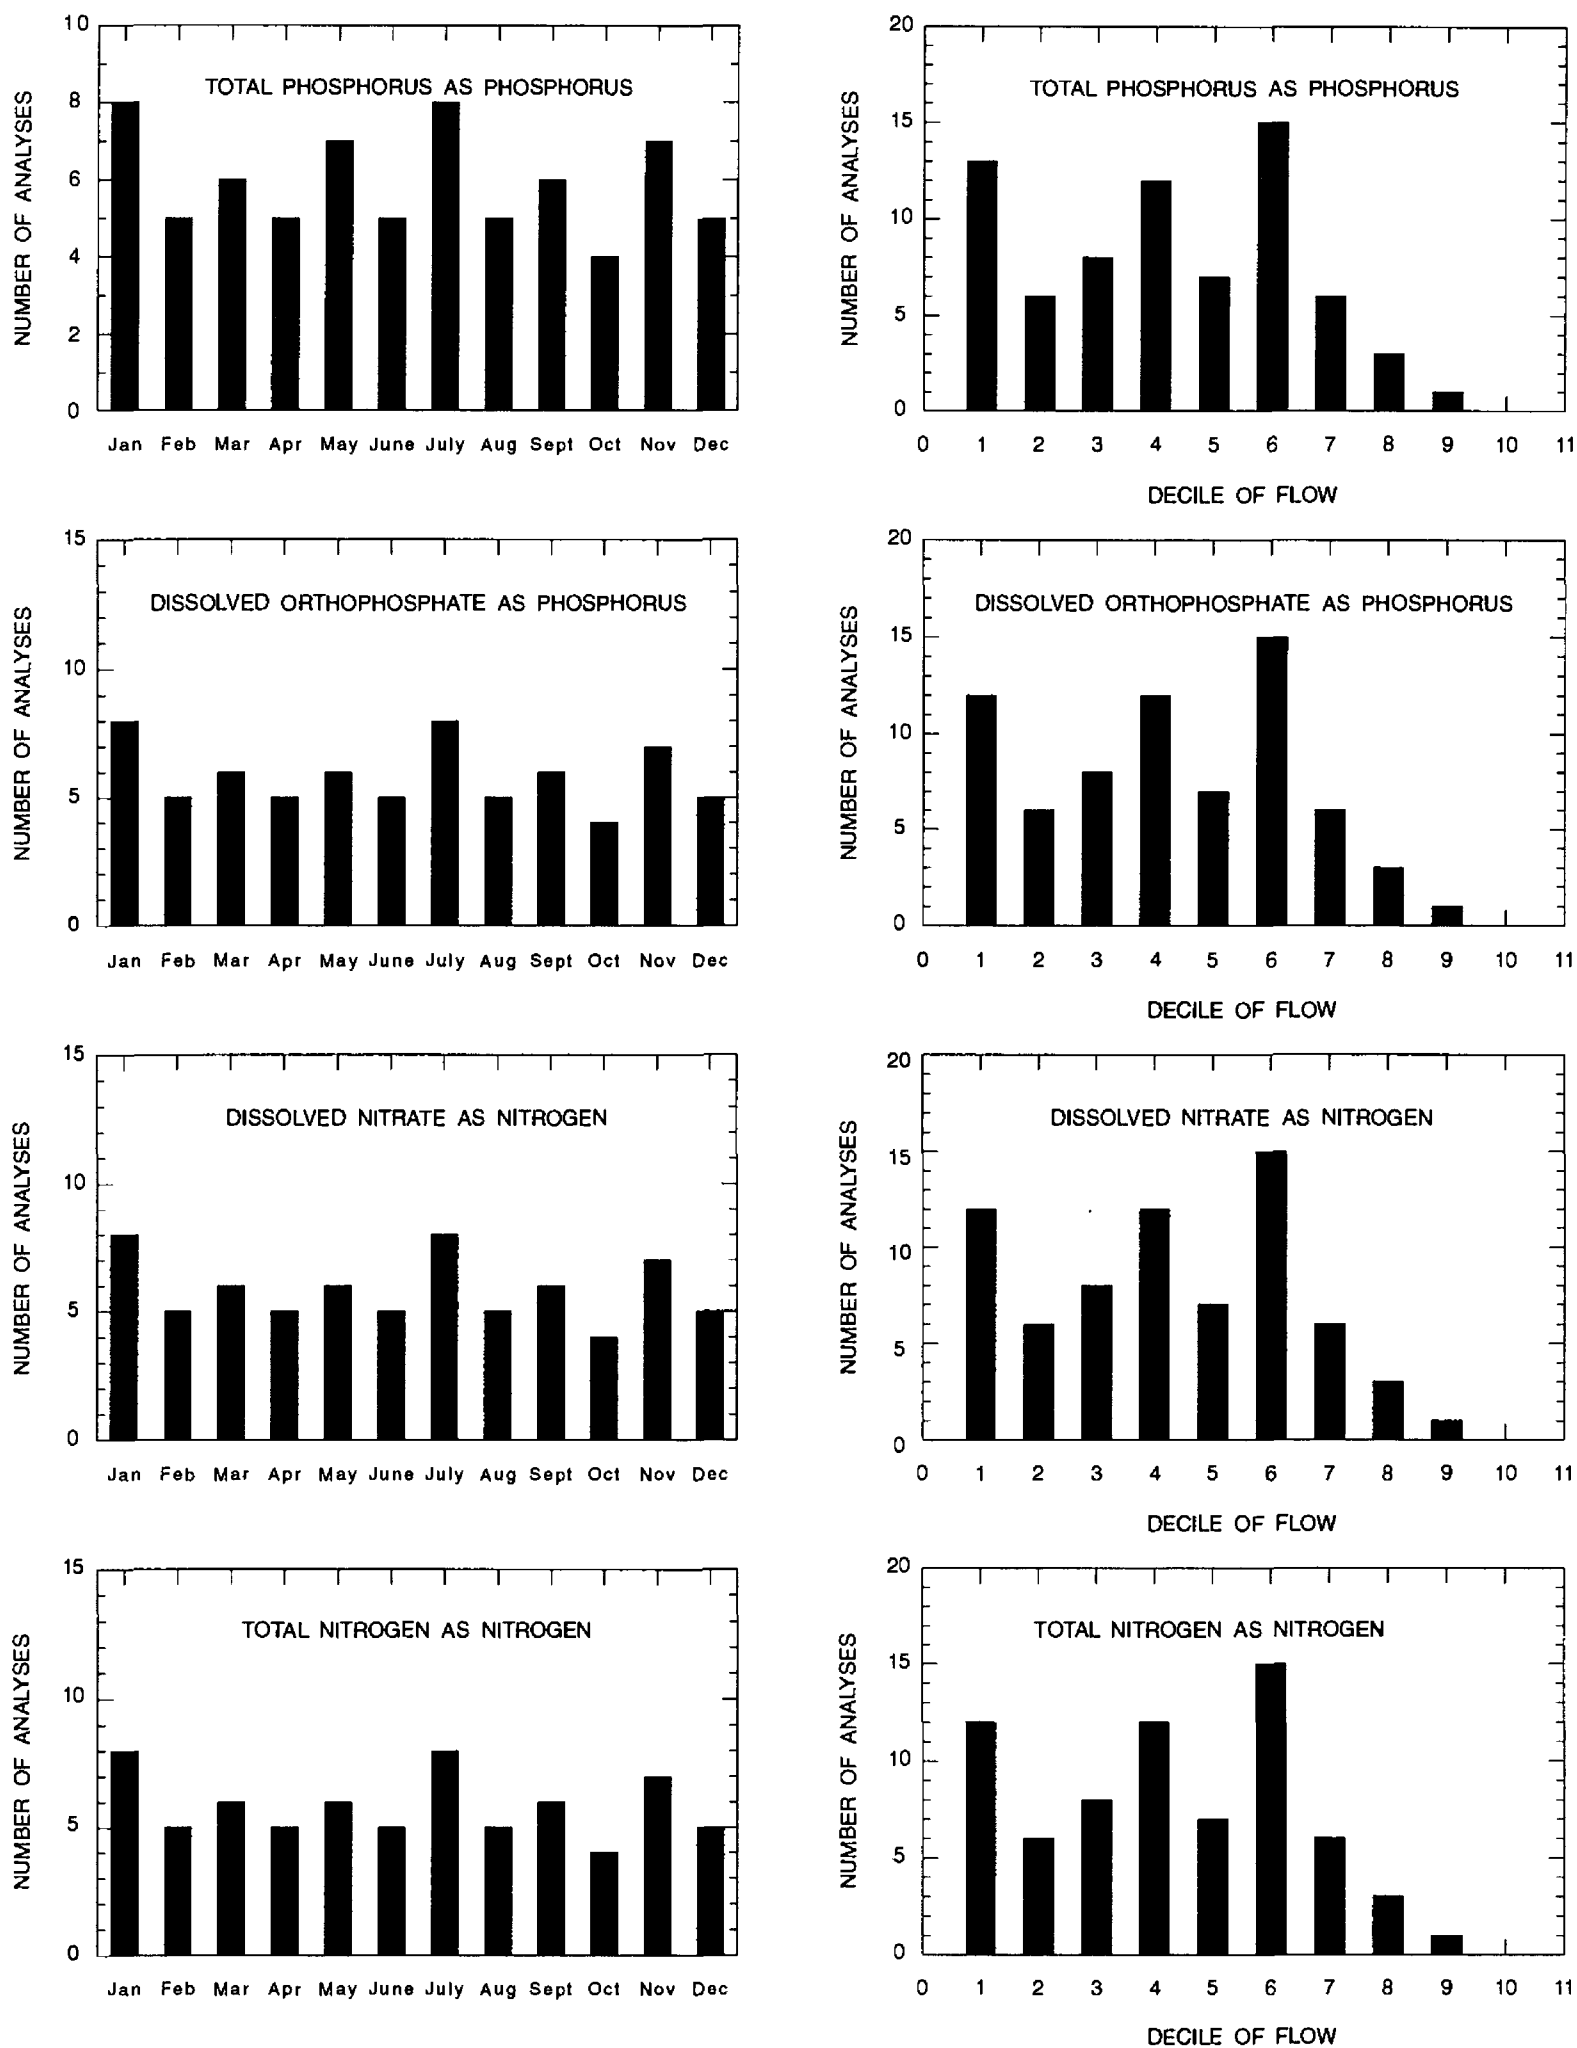 TOTAL PHOSPHORUS AS PHOSPHORUS
NUMBER OF ANALYSES
10
8
6
4
2
0
Jan Feb Mar Apr May June July Aug Sept Oct Nov Dec
TOTAL PHOSPHORUS AS PHOSPHORUS
NUMBER OF ANALYSES
20
15
10
5
0
0 1 2 3 4 5 6 7 8 9 10 11
DECILE OF FLOW
DISSOLVED ORTHOPHOSPHATE AS PHOSPHORUS
NUMBER OF ANALYSES
15
10
5
0
Jan Feb Mar Apr May June July Aug Sept Oct Nov Dec
DISSOLVED ORTHOPHOSPHATE AS PHOSPHORUS
NUMBER OF ANALYSES
20
15
10
5
0
0 1 2 3 4 5 6 7 8 9 10 11
DECILE OF FLOW
DISSOLVED NITRATE AS NITROGEN
NUMBER OF ANALYSES
15
10
5
0
Jan Feb Mar Apr May June July Aug Sept Oct Nov Dec
DISSOLVED NITRATE AS NITROGEN
NUMBER OF ANALYSES
20
15
10
5
0
0 1 2 3 4 5 6 7 8 9 10 11
DECILE OF FLOW
TOTAL NITROGEN AS NITROGEN
NUMBER OF ANALYSES
15
10
5
0
Jan Feb Mar Apr May June July Aug Sept Oct Nov Dec
TOTAL NITROGEN AS NITROGEN
NUMBER OF ANALYSES
20
15
10
5
0
0 1 2 3 4 5 6 7 8 9 10 11
DECILE OF FLOW